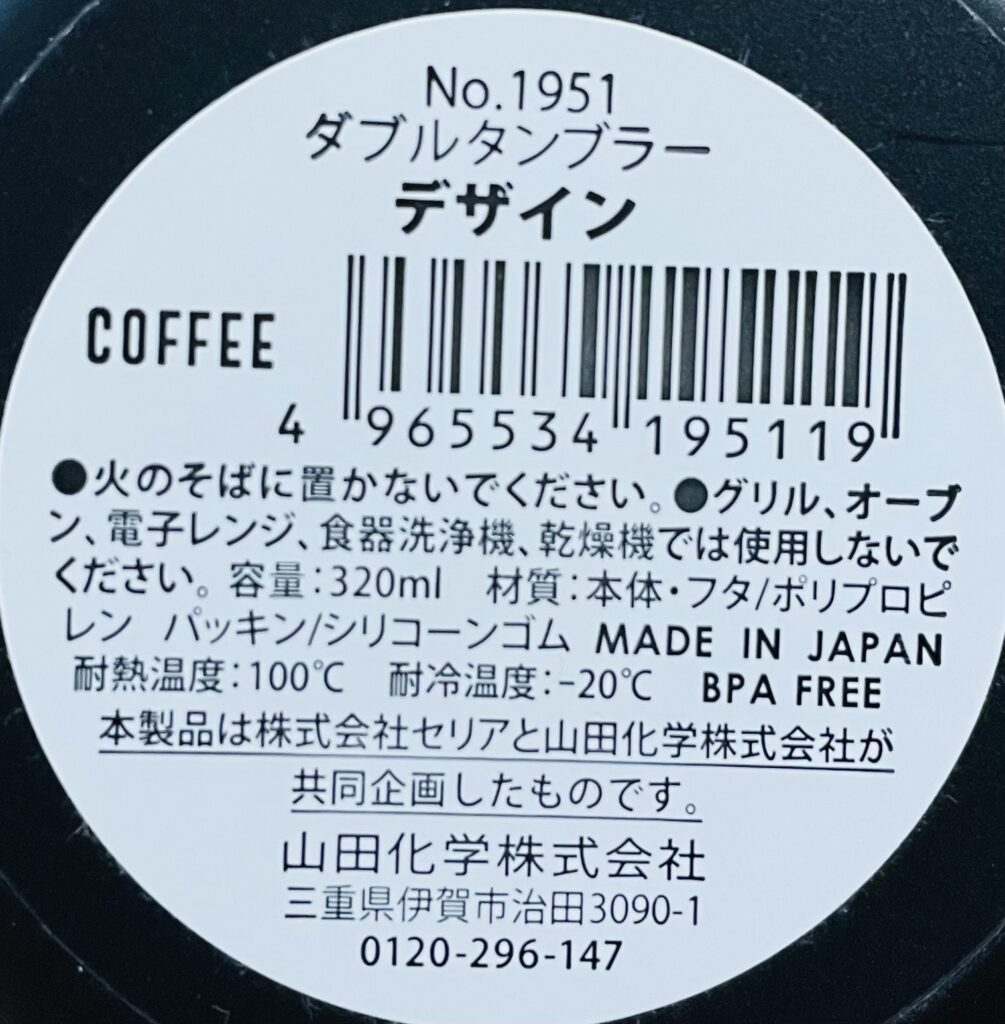 No.1951
ダブルタンブラー
デザイン
COFFEE
4 965534 195119
●火のそばに置かないでください。●グリル、オーブ
ン、電子レンジ、食器洗浄機、乾燥機では使用しないで
ください。容量：320ml 材質：本体・フタ/ポリプロピ
レン パッキン/シリコーンゴム MADE IN JAPAN
耐熱温度：100℃ 耐冷温度：-20℃ BPA FREE
本製品は株式会社セリアと山田化学株式会社が
共同企画したものです。
山田化学株式会社
三重県伊賀市治田3090-1
0120-296-147